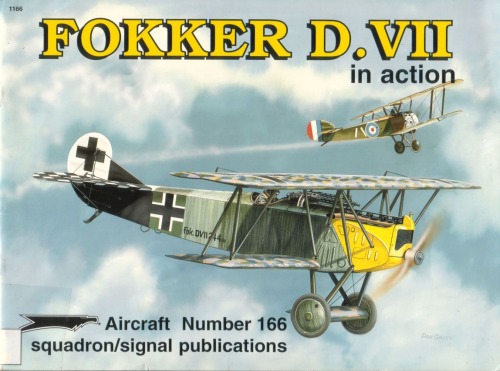 1166
FOKKER D.VII
in action
Aircraft Number 166
squadron/signal publications